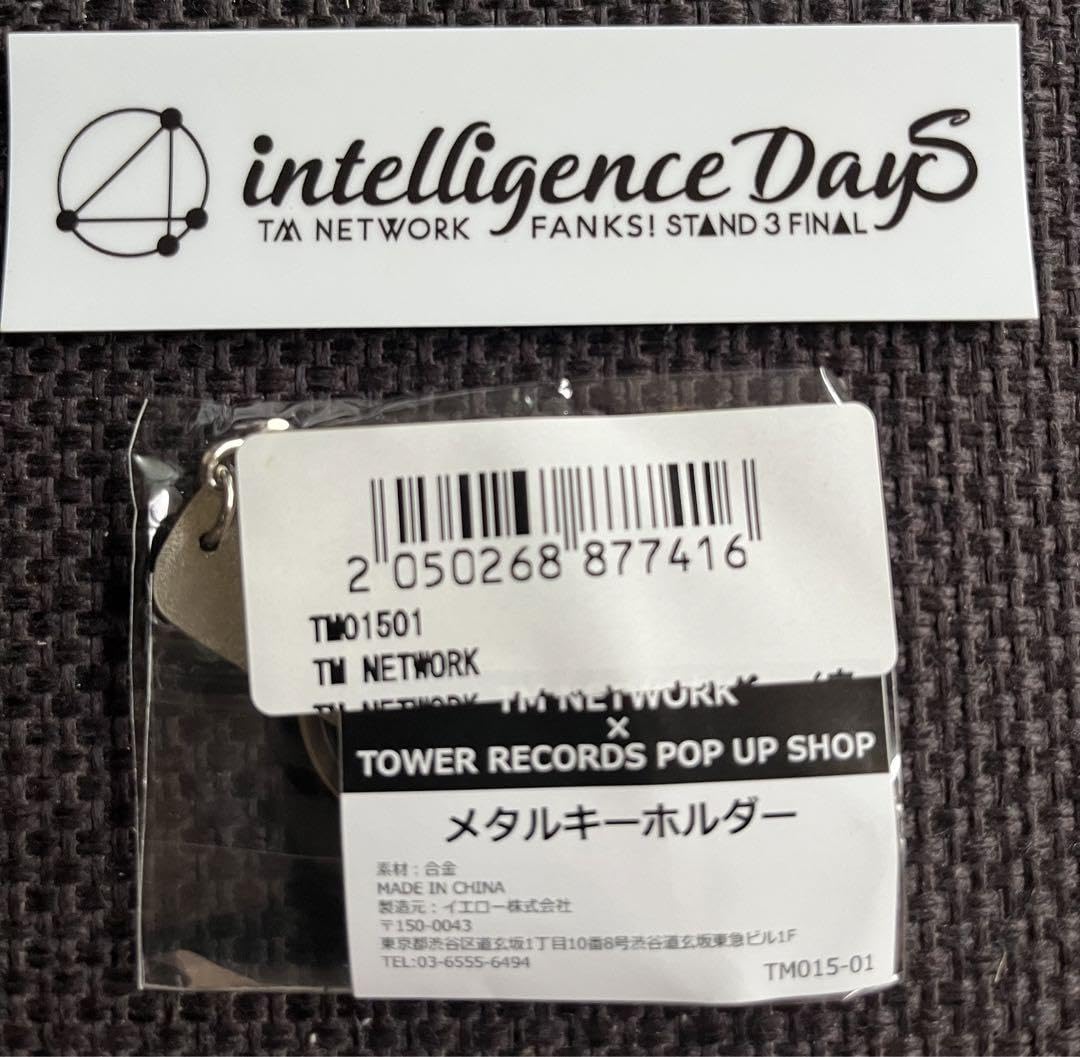 intelligence DayS
TM NETWORK FANKS! STAND 3 FINAL
2 050268 877416
TM01501
TM NETWORK
TM NETWORK
TM NETWORK
×
TOWER RECORDS POP UP SHOP
メタルキーホルダー
素材：合金
MADE IN CHINA
製造元：イエロー株式会社
〒150-0043
東京都渋谷区道玄坂1丁目10番8号渋谷道玄坂東急ビル1F
TEL:03-6555-6494
TM015-01